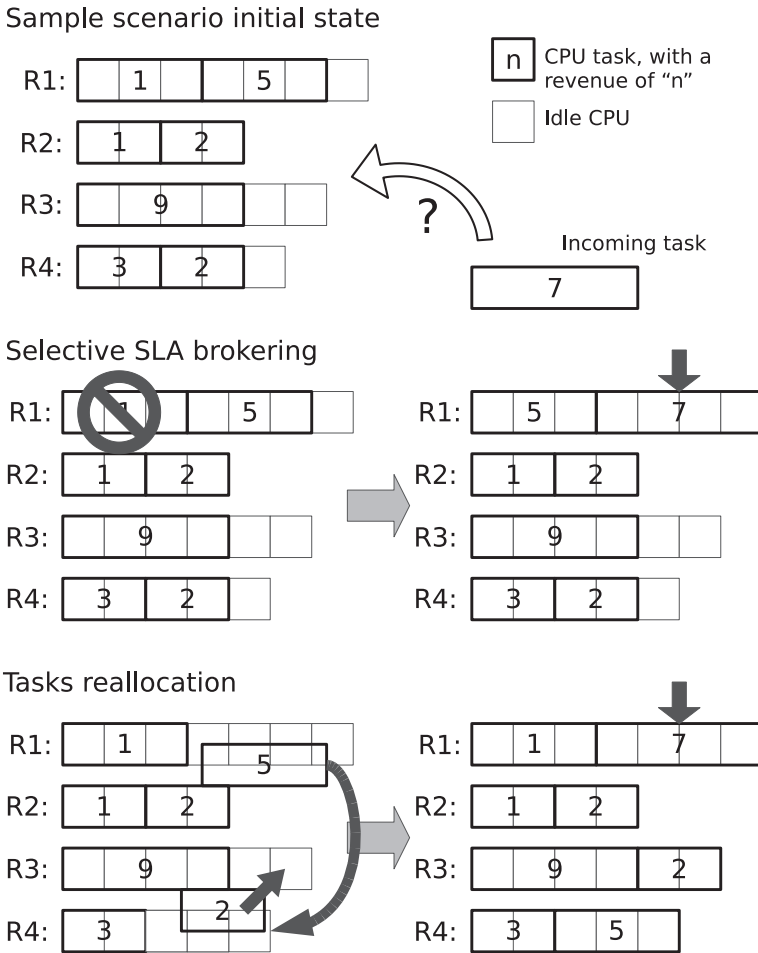 Sample scenario initial state
R1: 1 5
R2: 1 2
R3: 9
R4: 3 2
n CPU task, with a
revenue of “n”
Idle CPU
?
Incoming task
7
Selective SLA brokering
R1: 1 5
R2: 1 2
R3: 9
R4: 3 2
R1: 5 7
R2: 1 2
R3: 9
R4: 3 2
Tasks reallocation
R1: 1
5
R2: 1 2
R3: 9
2
R4: 3
R1: 1 7
R2: 1 2
R3: 9 2
R4: 3 5